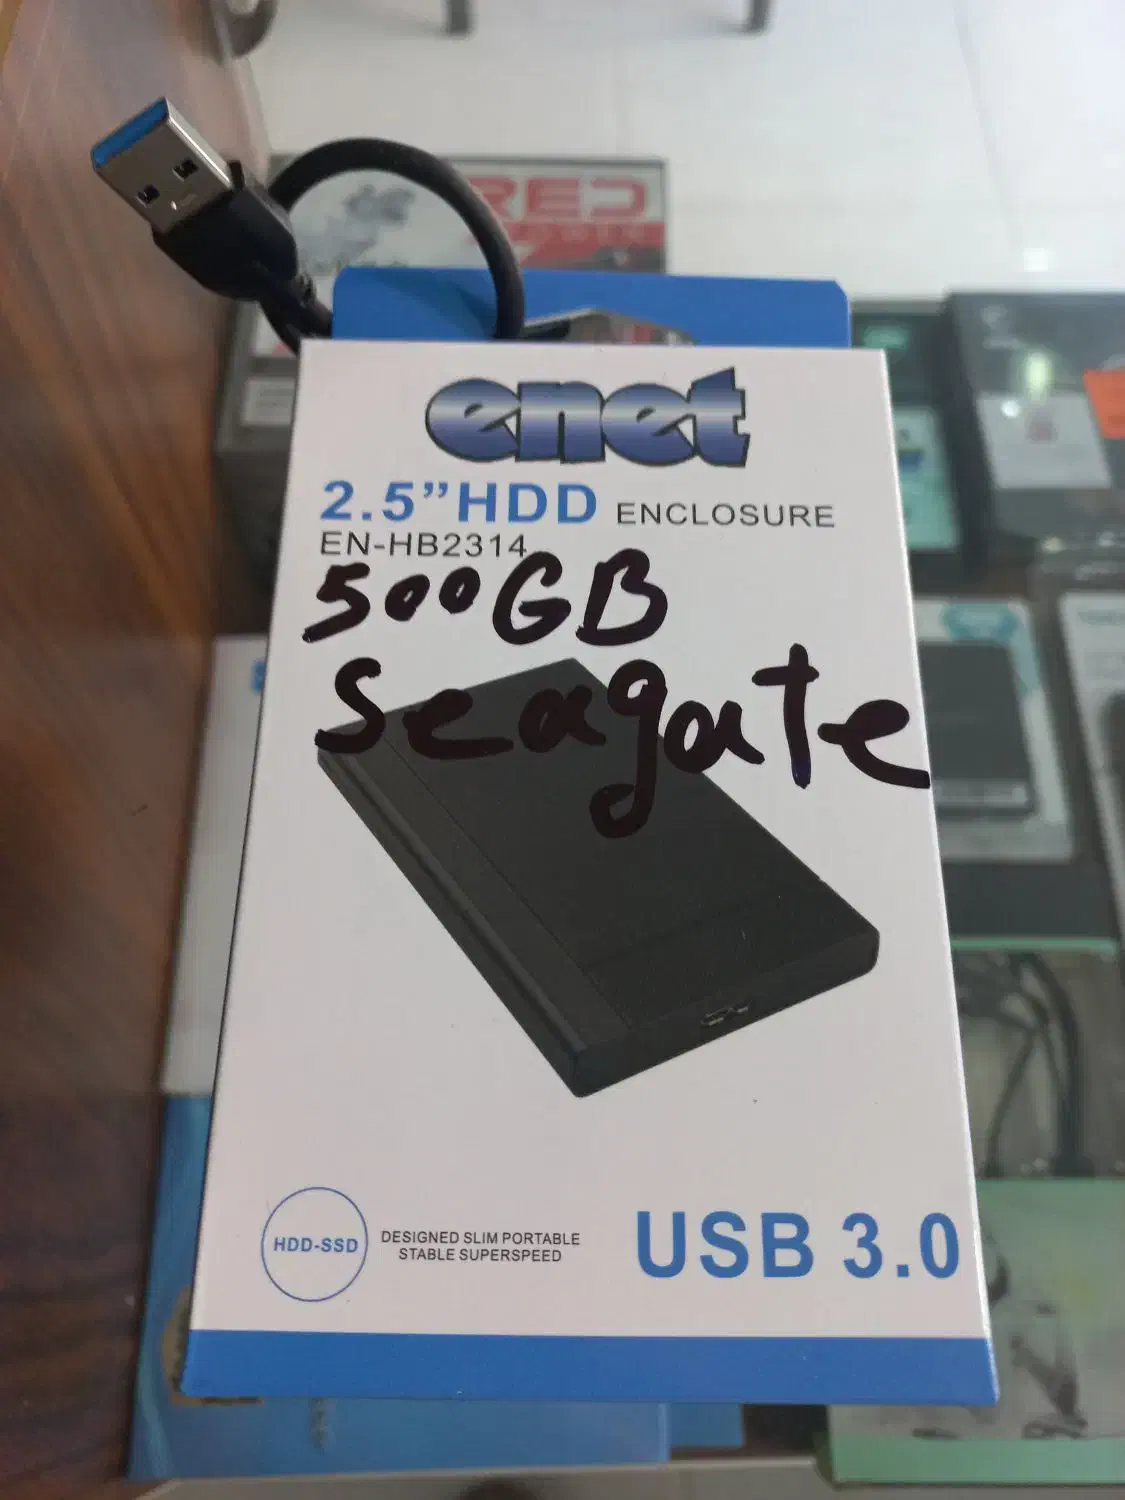 RED
enet
2.5”HDD ENCLOSURE
EN-HB2314
500GB
Seagate
HDD-SSD
DESIGNED SLIM PORTABLE
STABLE SUPERSPEED
USB 3.0